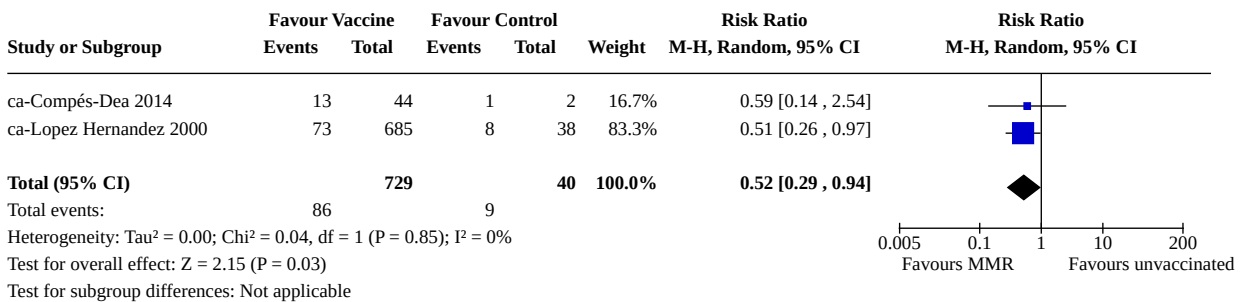 Favour Vaccine Favour Control Risk Ratio Risk Ratio
Study or Subgroup Events Total Events Total Weight M-H, Random, 95% CI M-H, Random, 95% CI
ca-Compés-Dea 2014 13 44 1 2 16.7% 0.59 [0.14 , 2.54]
ca-Lopez Hernandez 2000 73 685 8 38 83.3% 0.51 [0.26 , 0.97]
Total (95% CI) 729 40 100.0% 0.52 [0.29 , 0.94]
Total events: 86 9
Heterogeneity: Tau² = 0.00; Chi² = 0.04, df = 1 (P = 0.85); I² = 0%
0.005 0.1 1 10 200
Test for overall effect: Z = 2.15 (P = 0.03) Favours MMR Favours unvaccinated
Test for subgroup differences: Not applicable